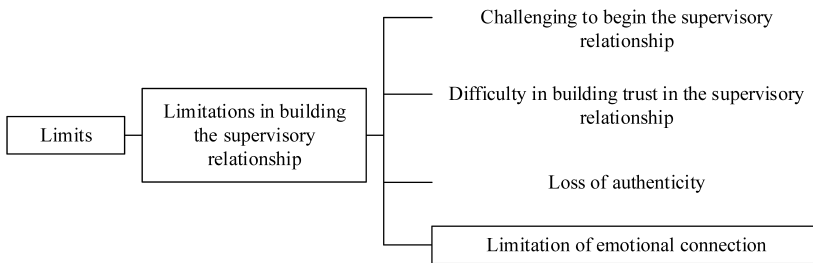 Limits
Limitations in building
the supervisory
relationship
Challenging to begin the supervisory
relationship
Difficulty in building trust in the supervisory
relationship
Loss of authenticity
Limitation of emotional connection